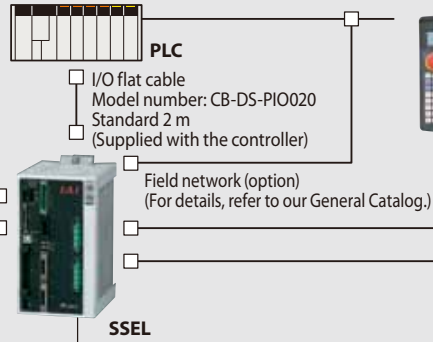 PLC
I/O flat cable
Model number: CB-DS-PIO020
Standard 2 m
(Supplied with the controller)
IAI
Field network (option)
(For details, refer to our General Catalog.)
SSEL